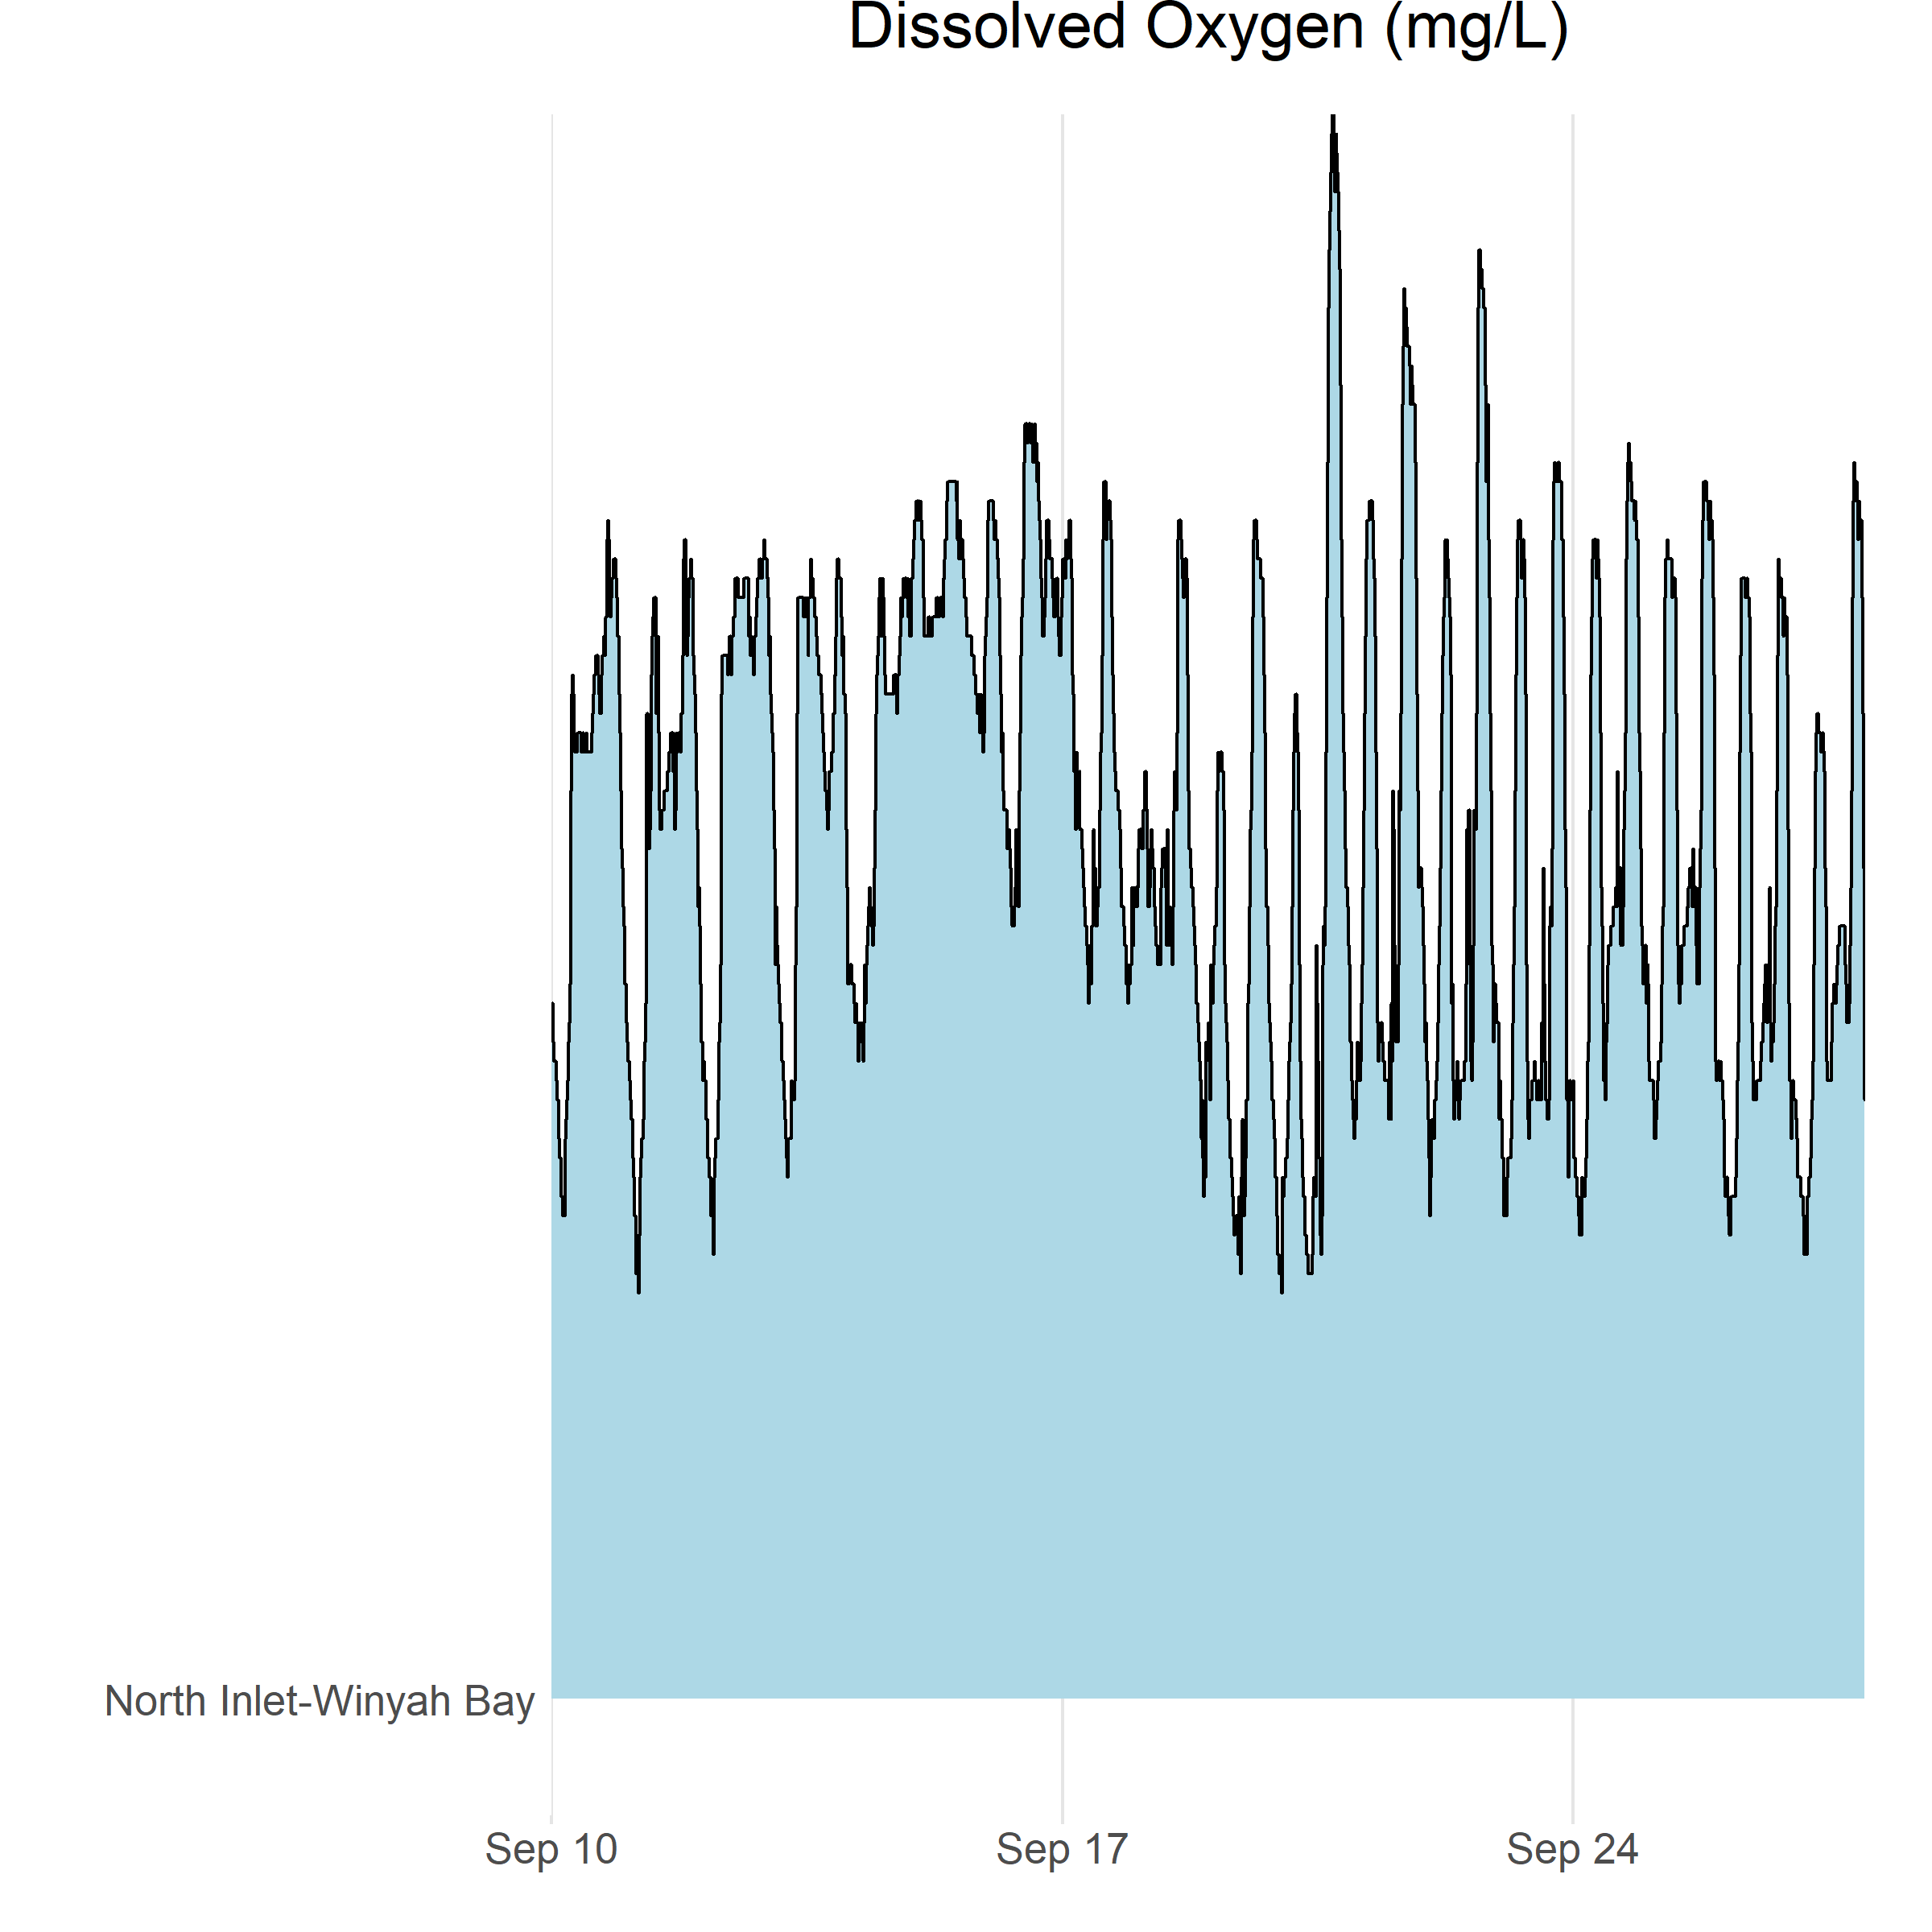 Dissolved Oxygen (mg/L)
North Inlet-Winyah Bay
Sep 10
Sep 17
Sep 24